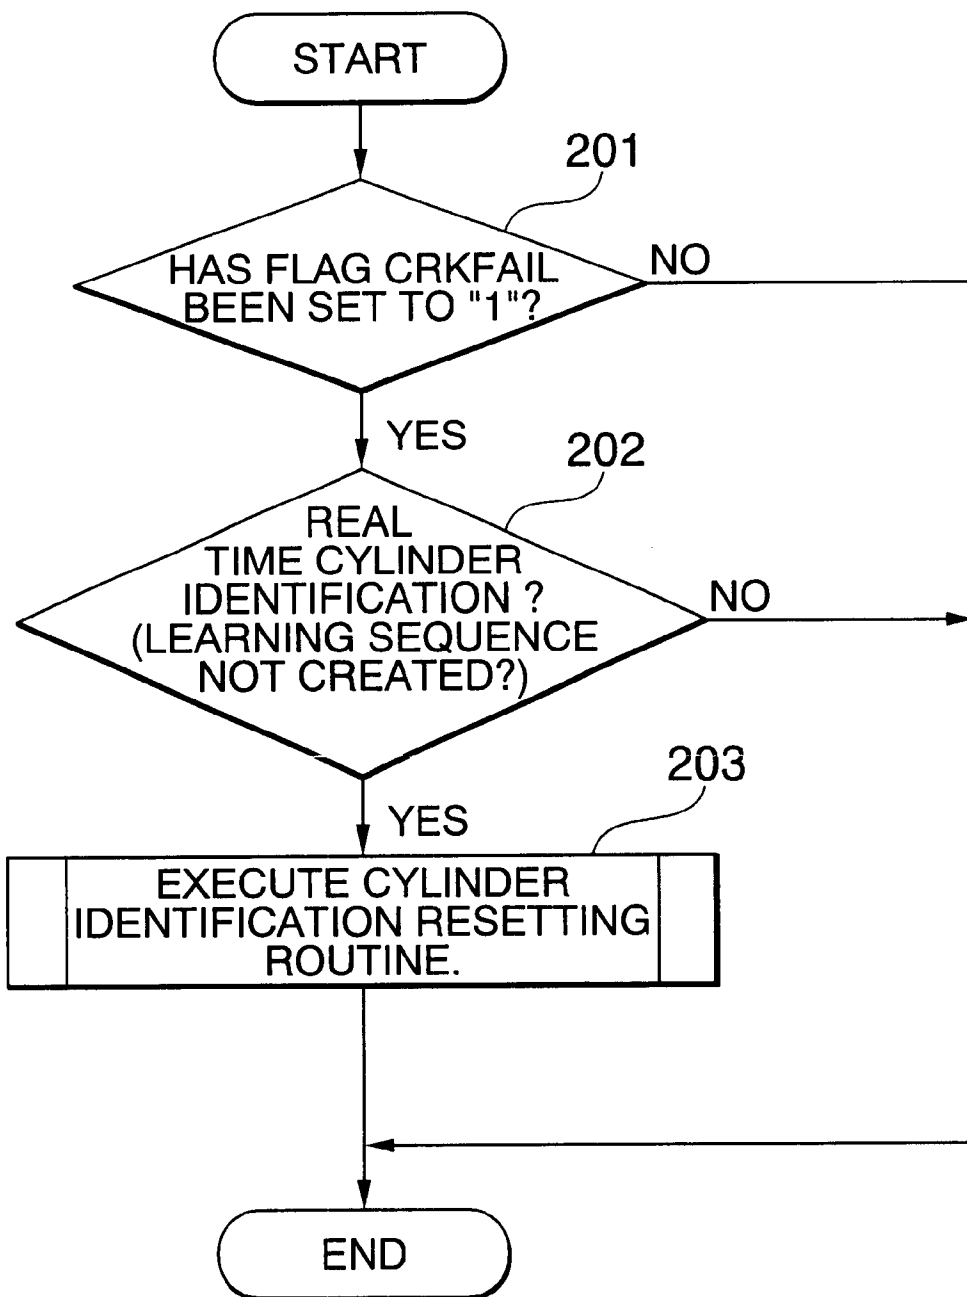 START
201
HAS FLAG CRKFAIL
BEEN SET TO "1"?
NO
YES
202
REAL
TIME CYLINDER
IDENTIFICATION ?
(LEARNING SEQUENCE
NOT CREATED?)
NO
YES
203
EXECUTE CYLINDER
IDENTIFICATION RESETTING
ROUTINE.
END